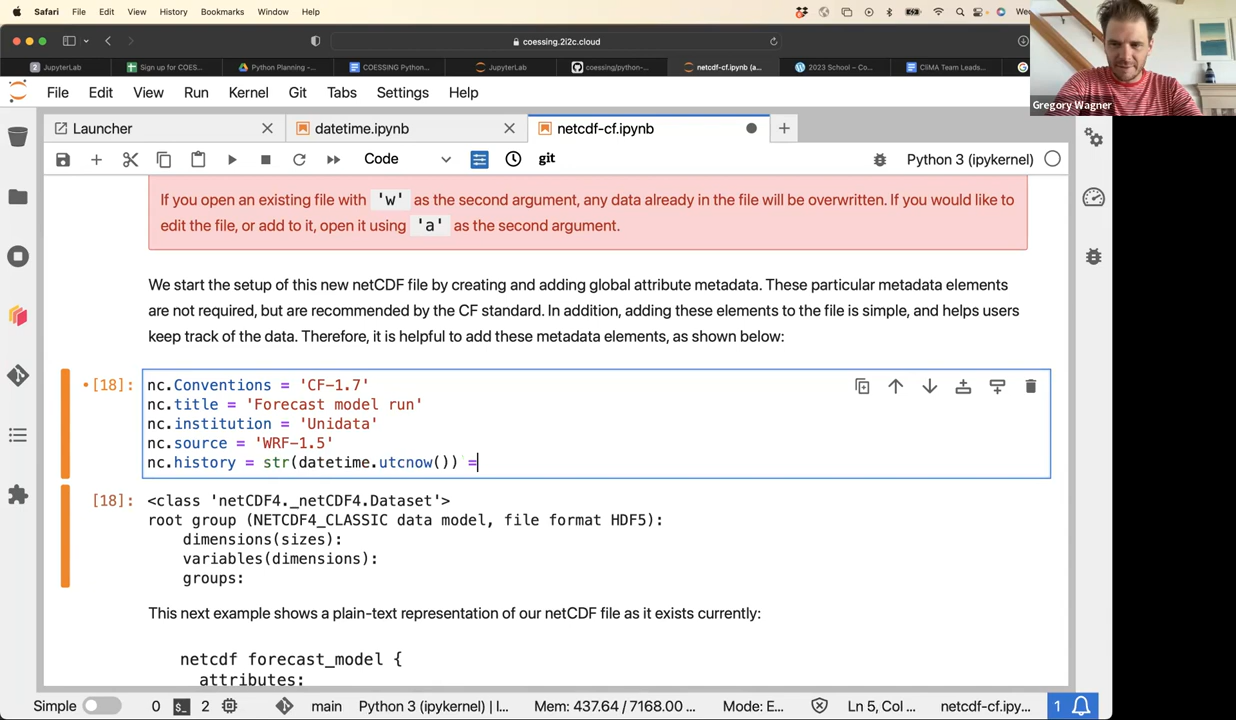 Safari File Edit View History Bookmarks Window Help
coessing.2i2c.cloud
JupyterLab
Sign up for COES...
Python Planning -...
COESSING Python...
JupyterLab
coessing/python-...
netcdf-cf.ipynb (a...
2023 School – Co...
CliMA Team Leads...
Gregory Wagner
File Edit View Run Kernel Git Tabs Settings Help
Launcher
datetime.ipynb
netcdf-cf.ipynb
Code
git
Python 3 (ipykernel)
If you open an existing file with 'w' as the second argument, any data already in the file will be overwritten. If you would like to
edit the file, or add to it, open it using 'a' as the second argument.
We start the setup of this new netCDF file by creating and adding global attribute metadata. These particular metadata elements
are not required, but are recommended by the CF standard. In addition, adding these elements to the file is simple, and helps users
keep track of the data. Therefore, it is helpful to add these metadata elements, as shown below:
[18]: nc.Conventions = 'CF-1.7'
nc.title = 'Forecast model run'
nc.institution = 'Unidata'
nc.source = 'WRF-1.5'
nc.history = str(datetime.utcnow()) =
[18]: <class 'netCDF4._netCDF4.Dataset'>
root group (NETCDF4_CLASSIC data model, file format HDF5):
dimensions(sizes):
variables(dimensions):
groups:
This next example shows a plain-text representation of our netCDF file as it exists currently:
netcdf forecast_model {
attributes:
Simple 0 2 main Python 3 (ipykernel) | I... Mem: 437.64 / 7168.00 ... Mode: E... Ln 5, Col ... netcdf-cf.ipy... 1